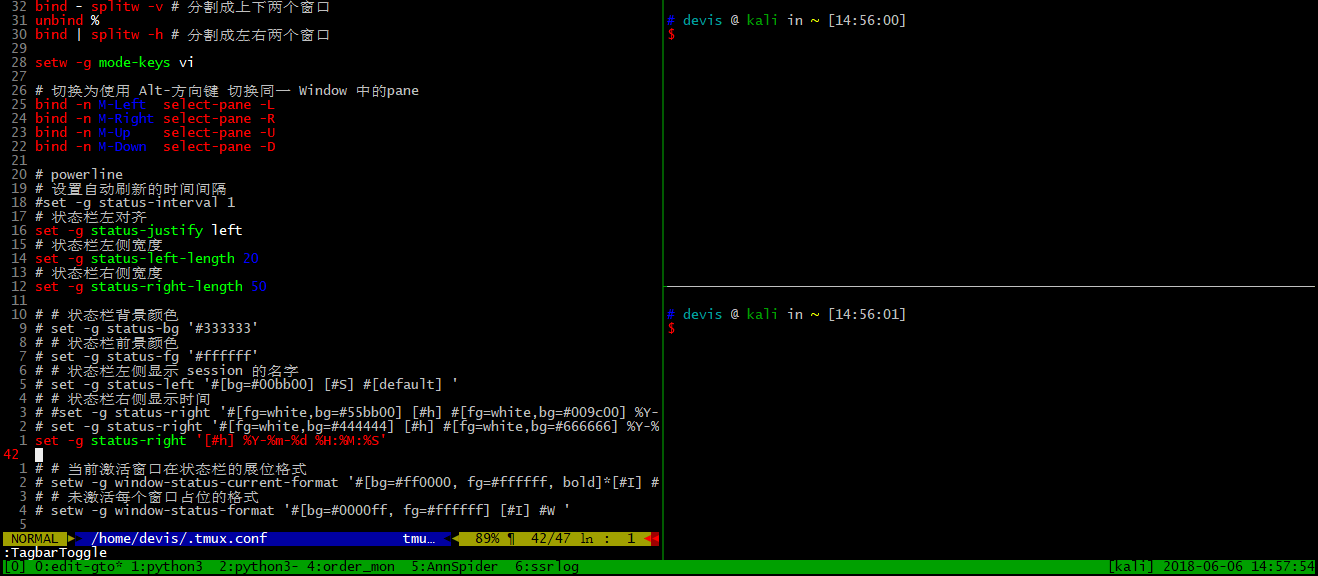 32 bind - splitw -v # 分割成上下两个窗口
31 unbind %
30 bind | splitw -h # 分割成左右两个窗口
29
28 setw -g mode-keys vi
27
26 # 切换为使用 Alt-方向键 切换同一 Window 中的pane
25 bind -n M-Left  select-pane -L
24 bind -n M-Right select-pane -R
23 bind -n M-Up    select-pane -U
22 bind -n M-Down  select-pane -D
21
20 # powerline
19 # 设置自动刷新的时间间隔
18 #set -g status-interval 1
17 # 状态栏左对齐
16 set -g status-justify left
15 # 状态栏左侧宽度
14 set -g status-left-length 20
13 # 状态栏右侧宽度
12 set -g status-right-length 50
11
10 # # 状态栏背景颜色
9 # set -g status-bg '#333333'
8 # # 状态栏前景颜色
7 # set -g status-fg '#ffffff'
6 # # 状态栏左侧显示 session 的名字
5 # set -g status-left '#[bg=#00bb00] [#S] #[default] '
4 # # 状态栏右侧显示时间
3 # #set -g status-right '#[fg=white,bg=#55bb00] [#h] #[fg=white,bg=#009c00] %Y-
2 # set -g status-right '#[fg=white,bg=#444444] [#h] #[fg=white,bg=#666666] %Y-%
1 set -g status-right '[#h] %Y-%m-%d %H:%M:%S'
42
1 # # 当前激活窗口在状态栏的展位格式
2 # setw -g window-status-current-format '#[bg=#ff0000, fg=#ffffff, bold]*[#I] #
3 # # 未激活每个窗口占位的格式
4 # setw -g window-status-format '#[bg=#0000ff, fg=#ffffff] [#I] #W '
5
NORMAL /home/devis/.tmux.conf tmu… 89% ¶ 42/47 ln : 1
:TagbarToggle
# devis @ kali in ~ [14:56:00]
$
# devis @ kali in ~ [14:56:01]
$
[0] 0:edit-gto* 1:python3  2:python3- 4:order_mon  5:AnnSpider  6:ssrlog [kali] 2018-06-06 14:57:54